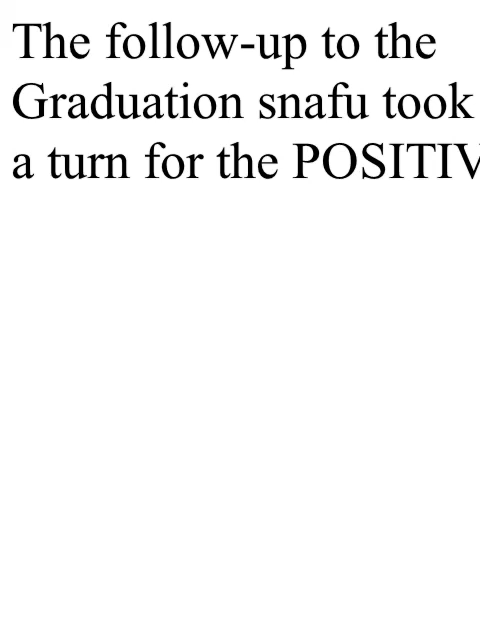 The follow-up to the
Graduation snafu took
a turn for the POSITIV